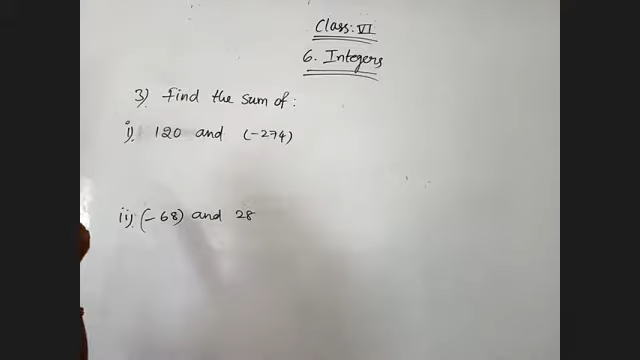 Class: VI
6. Integers
3) Find the sum of:
i) 120 and (-274)
ii) (-68) and 28